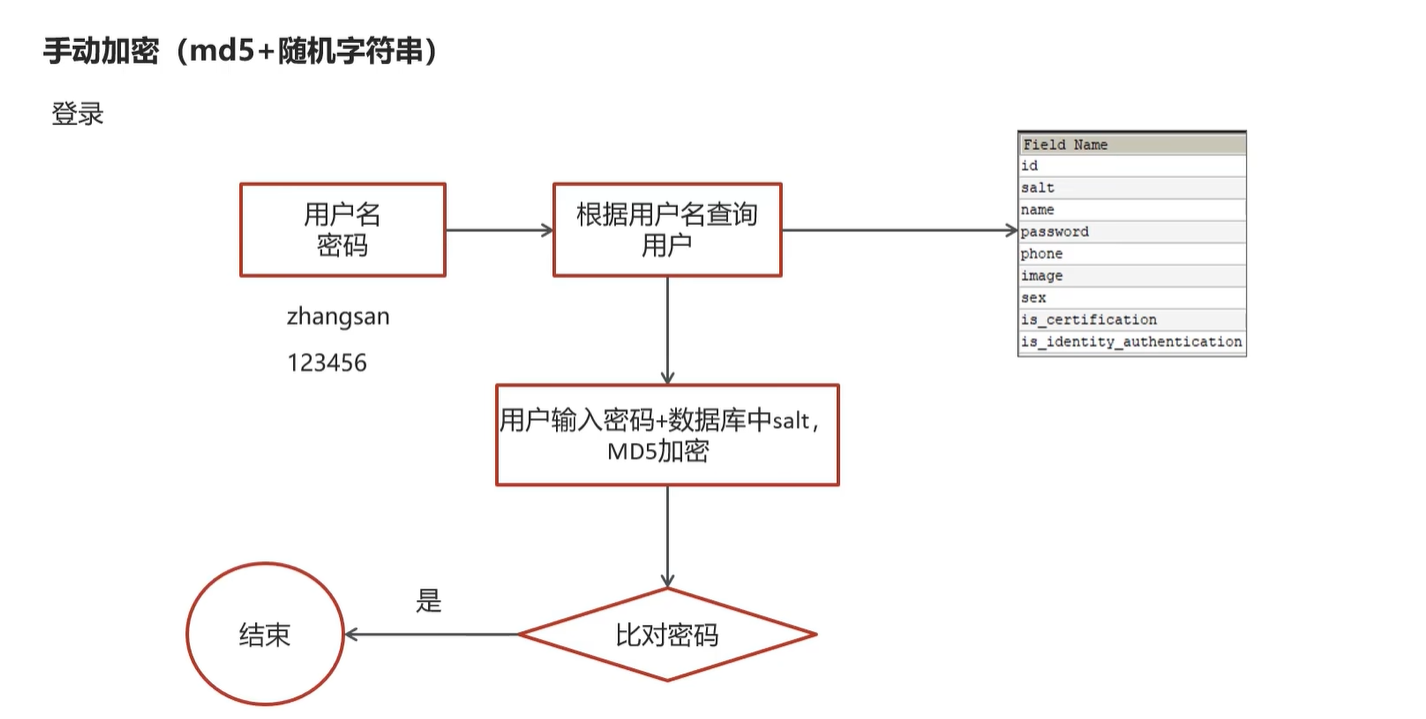 手动加密（md5+随机字符串）
登录
用户名
密码
根据用户名查询
用户
zhangsan
123456
Field Name
id
salt
name
password
phone
image
sex
is_certification
is_identity_authentication
用户输入密码+数据库中salt，
MD5加密
比对密码
是
结束